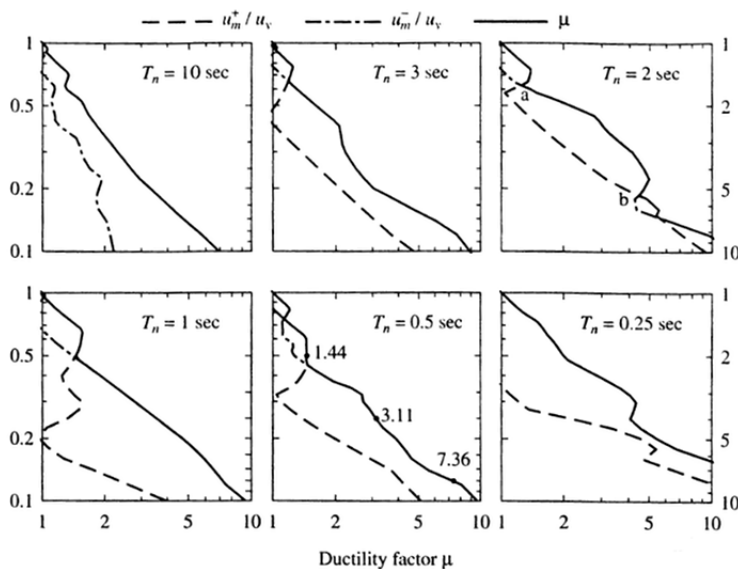 u_m^+ / u_y u_m^- / u_y μ
1 1
T_n = 10 sec T_n = 3 sec T_n = 2 sec
0.5 a 2
0.2 b 5
0.1 10
1 1
T_n = 1 sec T_n = 0.5 sec T_n = 0.25 sec
0.5 1.44 2
3.11
0.2 5
7.36
0.1 10
1 2 5 10 1 2 5 10 1 2 5 10
Ductility factor μ